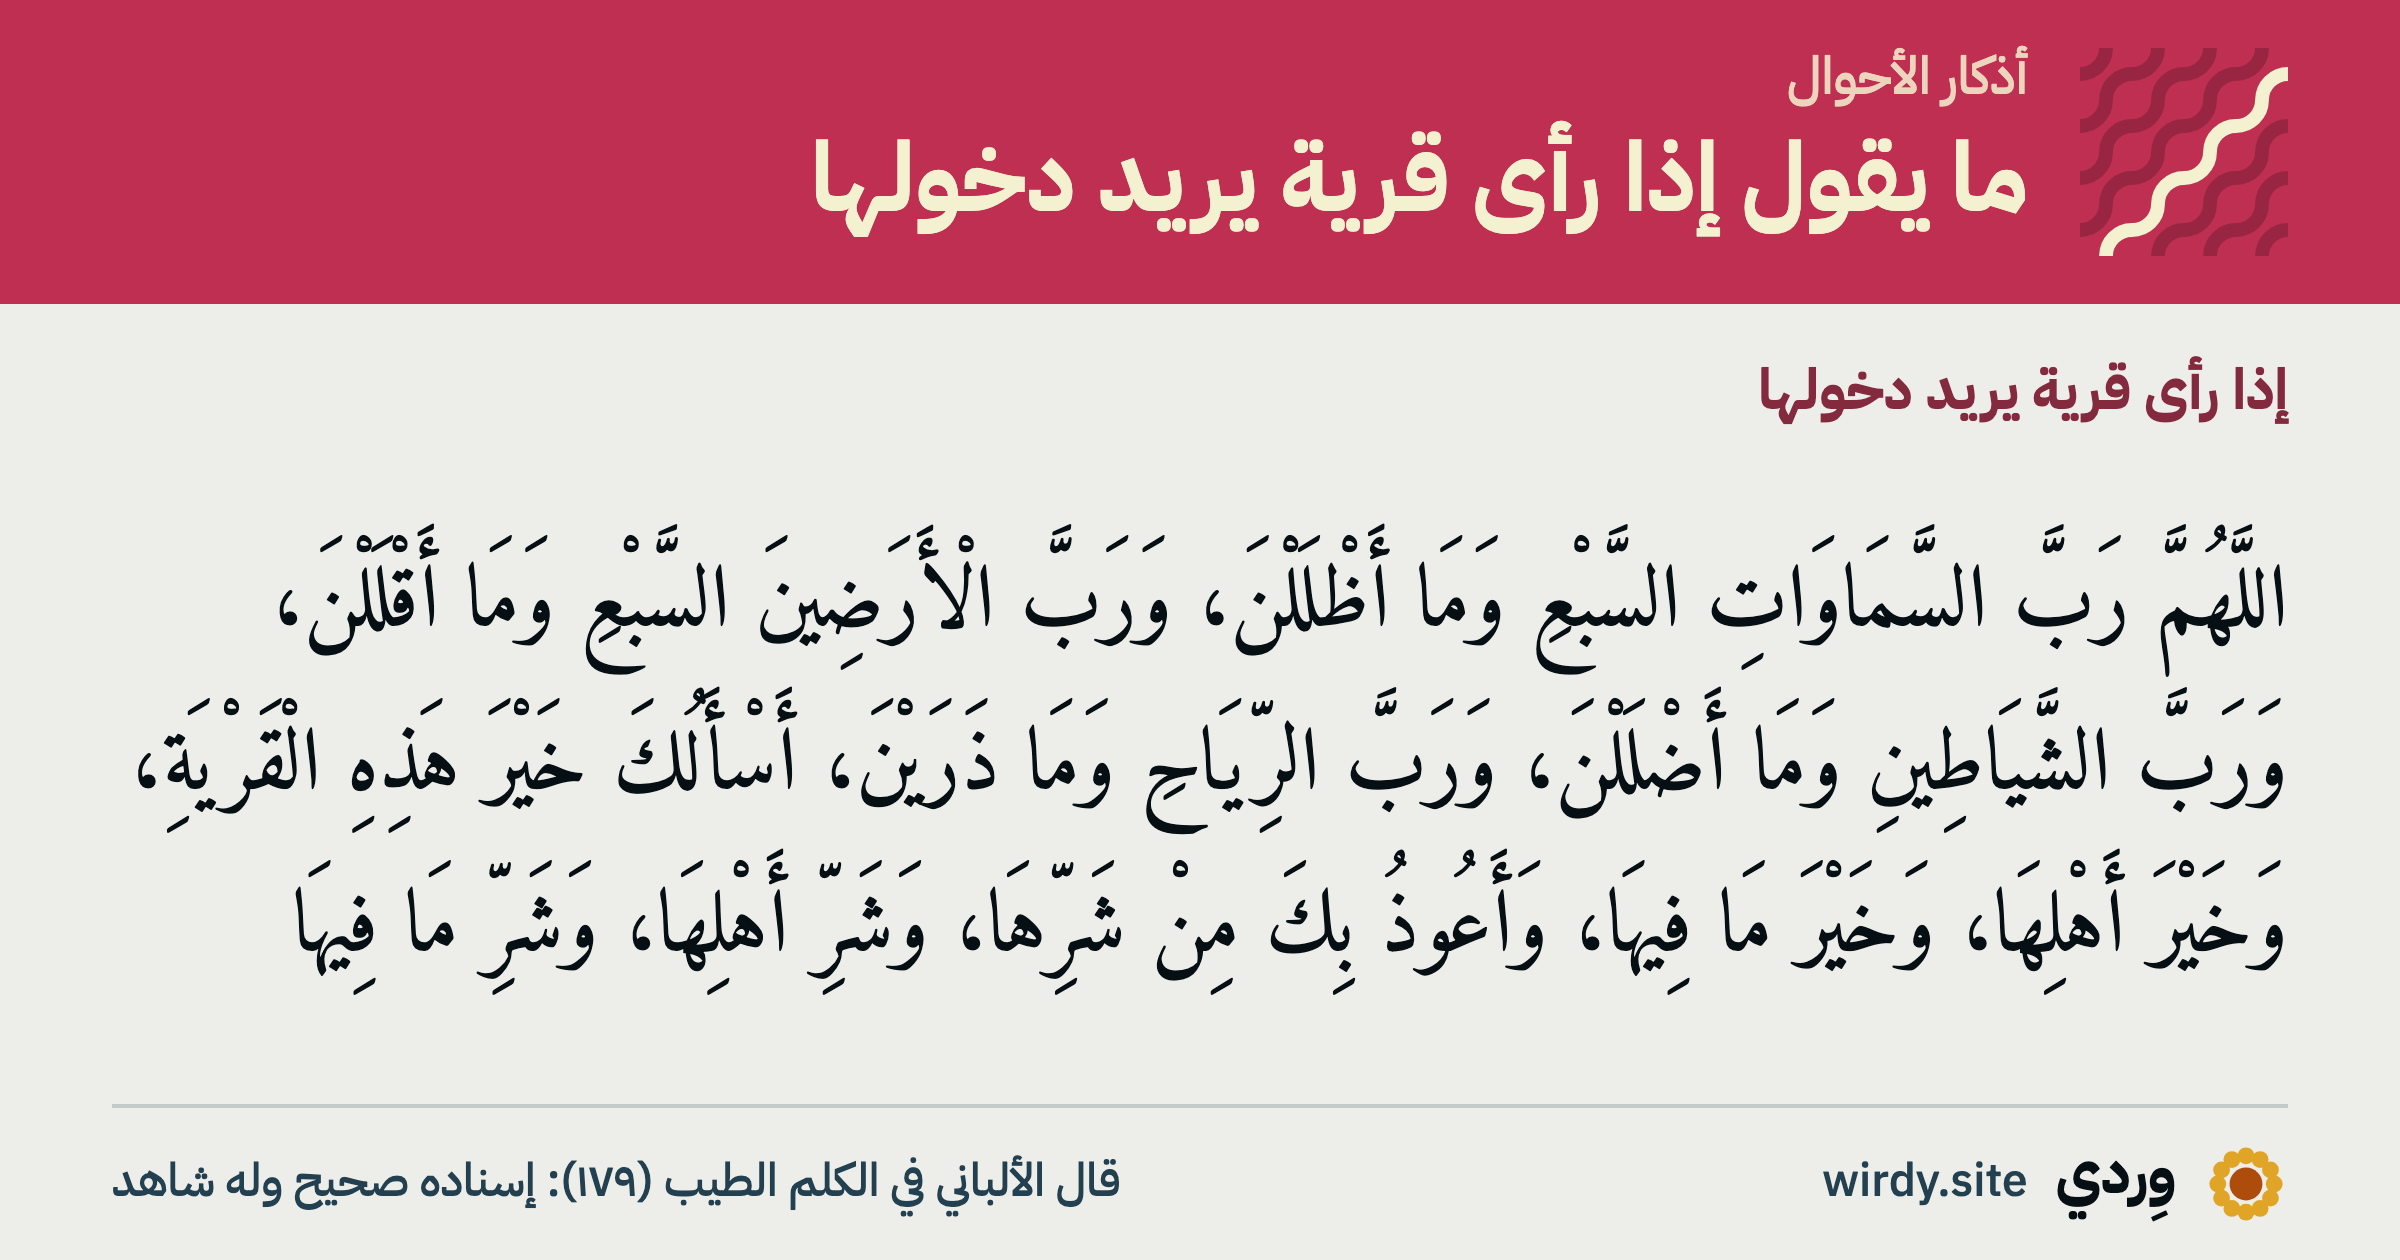 أذكار الأحوال
ما يقول إذا رأى قرية يريد دخولها
إذا رأى قرية يريد دخولها
اللَّهُمَّ رَبَّ السَّمَاوَاتِ السَّبْعِ وَمَا أَظْلَلْنَ، وَرَبَّ الْأَرَضِينَ السَّبْعِ وَمَا أَقْلَلْنَ،
وَرَبَّ الشَّيَاطِينِ وَمَا أَضْلَلْنَ، وَرَبَّ الرِّيَاحِ وَمَا ذَرَيْنَ، أَسْأَلُكَ خَيْرَ هَذِهِ الْقَرْيَةِ،
وَخَيْرَ أَهْلِهَا، وَخَيْرَ مَا فِيهَا، وَأَعُوذُ بِكَ مِنْ شَرِّهَا، وَشَرِّ أَهْلِهَا، وَشَرِّ مَا فِيهَا
وِردي wirdy.site
قال الألباني في الكلم الطيب (١٧٩): إسناده صحيح وله شاهد